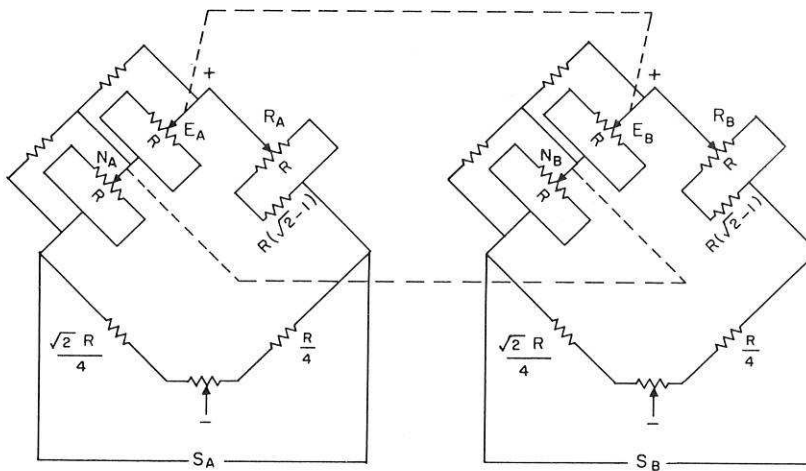 +
R_A
E_A
R
R
N_A
R
R(√2-1)
√2 R
4
R
4
−
S_A
+
R_B
E_B
R
R
N_B
R
R(√2-1)
√2 R
4
R
4
−
S_B